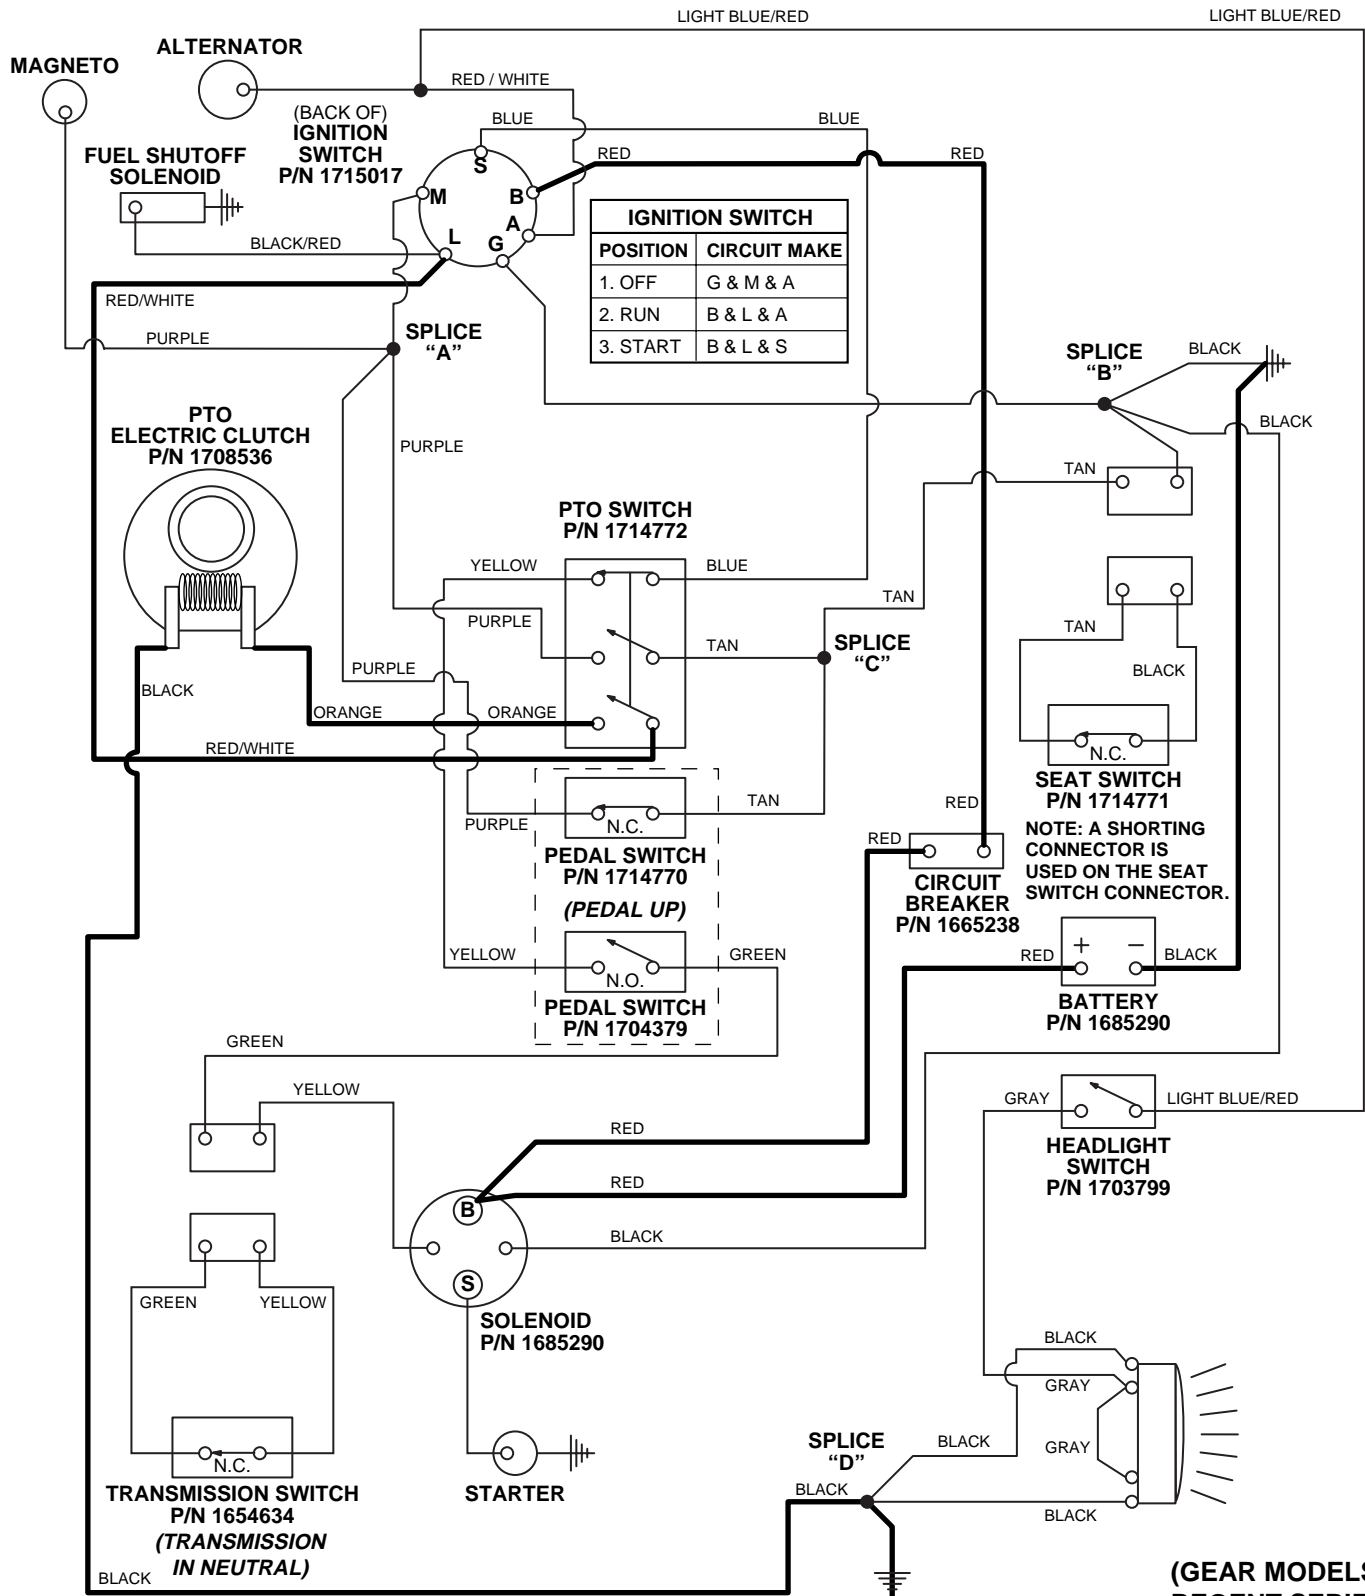 LIGHT BLUE/RED
LIGHT BLUE/RED
ALTERNATOR
MAGNETO
RED / WHITE
(BACK OF)
IGNITION
SWITCH
P/N 1715017
BLUE
BLUE
FUEL SHUTOFF
SOLENOID
RED
RED
S
M
B
A
L
G
BLACK/RED
IGNITION SWITCH
POSITION CIRCUIT MAKE
1. OFF G & M & A
2. RUN B & L & A
3. START B & L & S
RED/WHITE
PURPLE
SPLICE
“A”
SPLICE
“B”
BLACK
BLACK
PTO
ELECTRIC CLUTCH
P/N 1708536
PURPLE
TAN
PTO SWITCH
P/N 1714772
YELLOW
BLUE
TAN
PURPLE
TAN
SPLICE
“C”
TAN
BLACK
PURPLE
BLACK
ORANGE
ORANGE
RED/WHITE
N.C.
SEAT SWITCH
P/N 1714771
NOTE: A SHORTING
CONNECTOR IS
USED ON THE SEAT
SWITCH CONNECTOR.
TAN
RED
PURPLE
N.C.
PEDAL SWITCH
P/N 1714770
(PEDAL UP)
RED
CIRCUIT
BREAKER
P/N 1665238
YELLOW
GREEN
N.O.
PEDAL SWITCH
P/N 1704379
RED
+
−
BLACK
BATTERY
P/N 1685290
GREEN
YELLOW
GRAY
LIGHT BLUE/RED
HEADLIGHT
SWITCH
P/N 1703799
RED
RED
B
BLACK
S
SOLENOID
P/N 1685290
GREEN
YELLOW
BLACK
GRAY
N.C.
TRANSMISSION SWITCH
P/N 1654634
(TRANSMISSION
IN NEUTRAL)
STARTER
SPLICE
“D”
BLACK
GRAY
BLACK
BLACK
BLACK
(GEAR MODELS